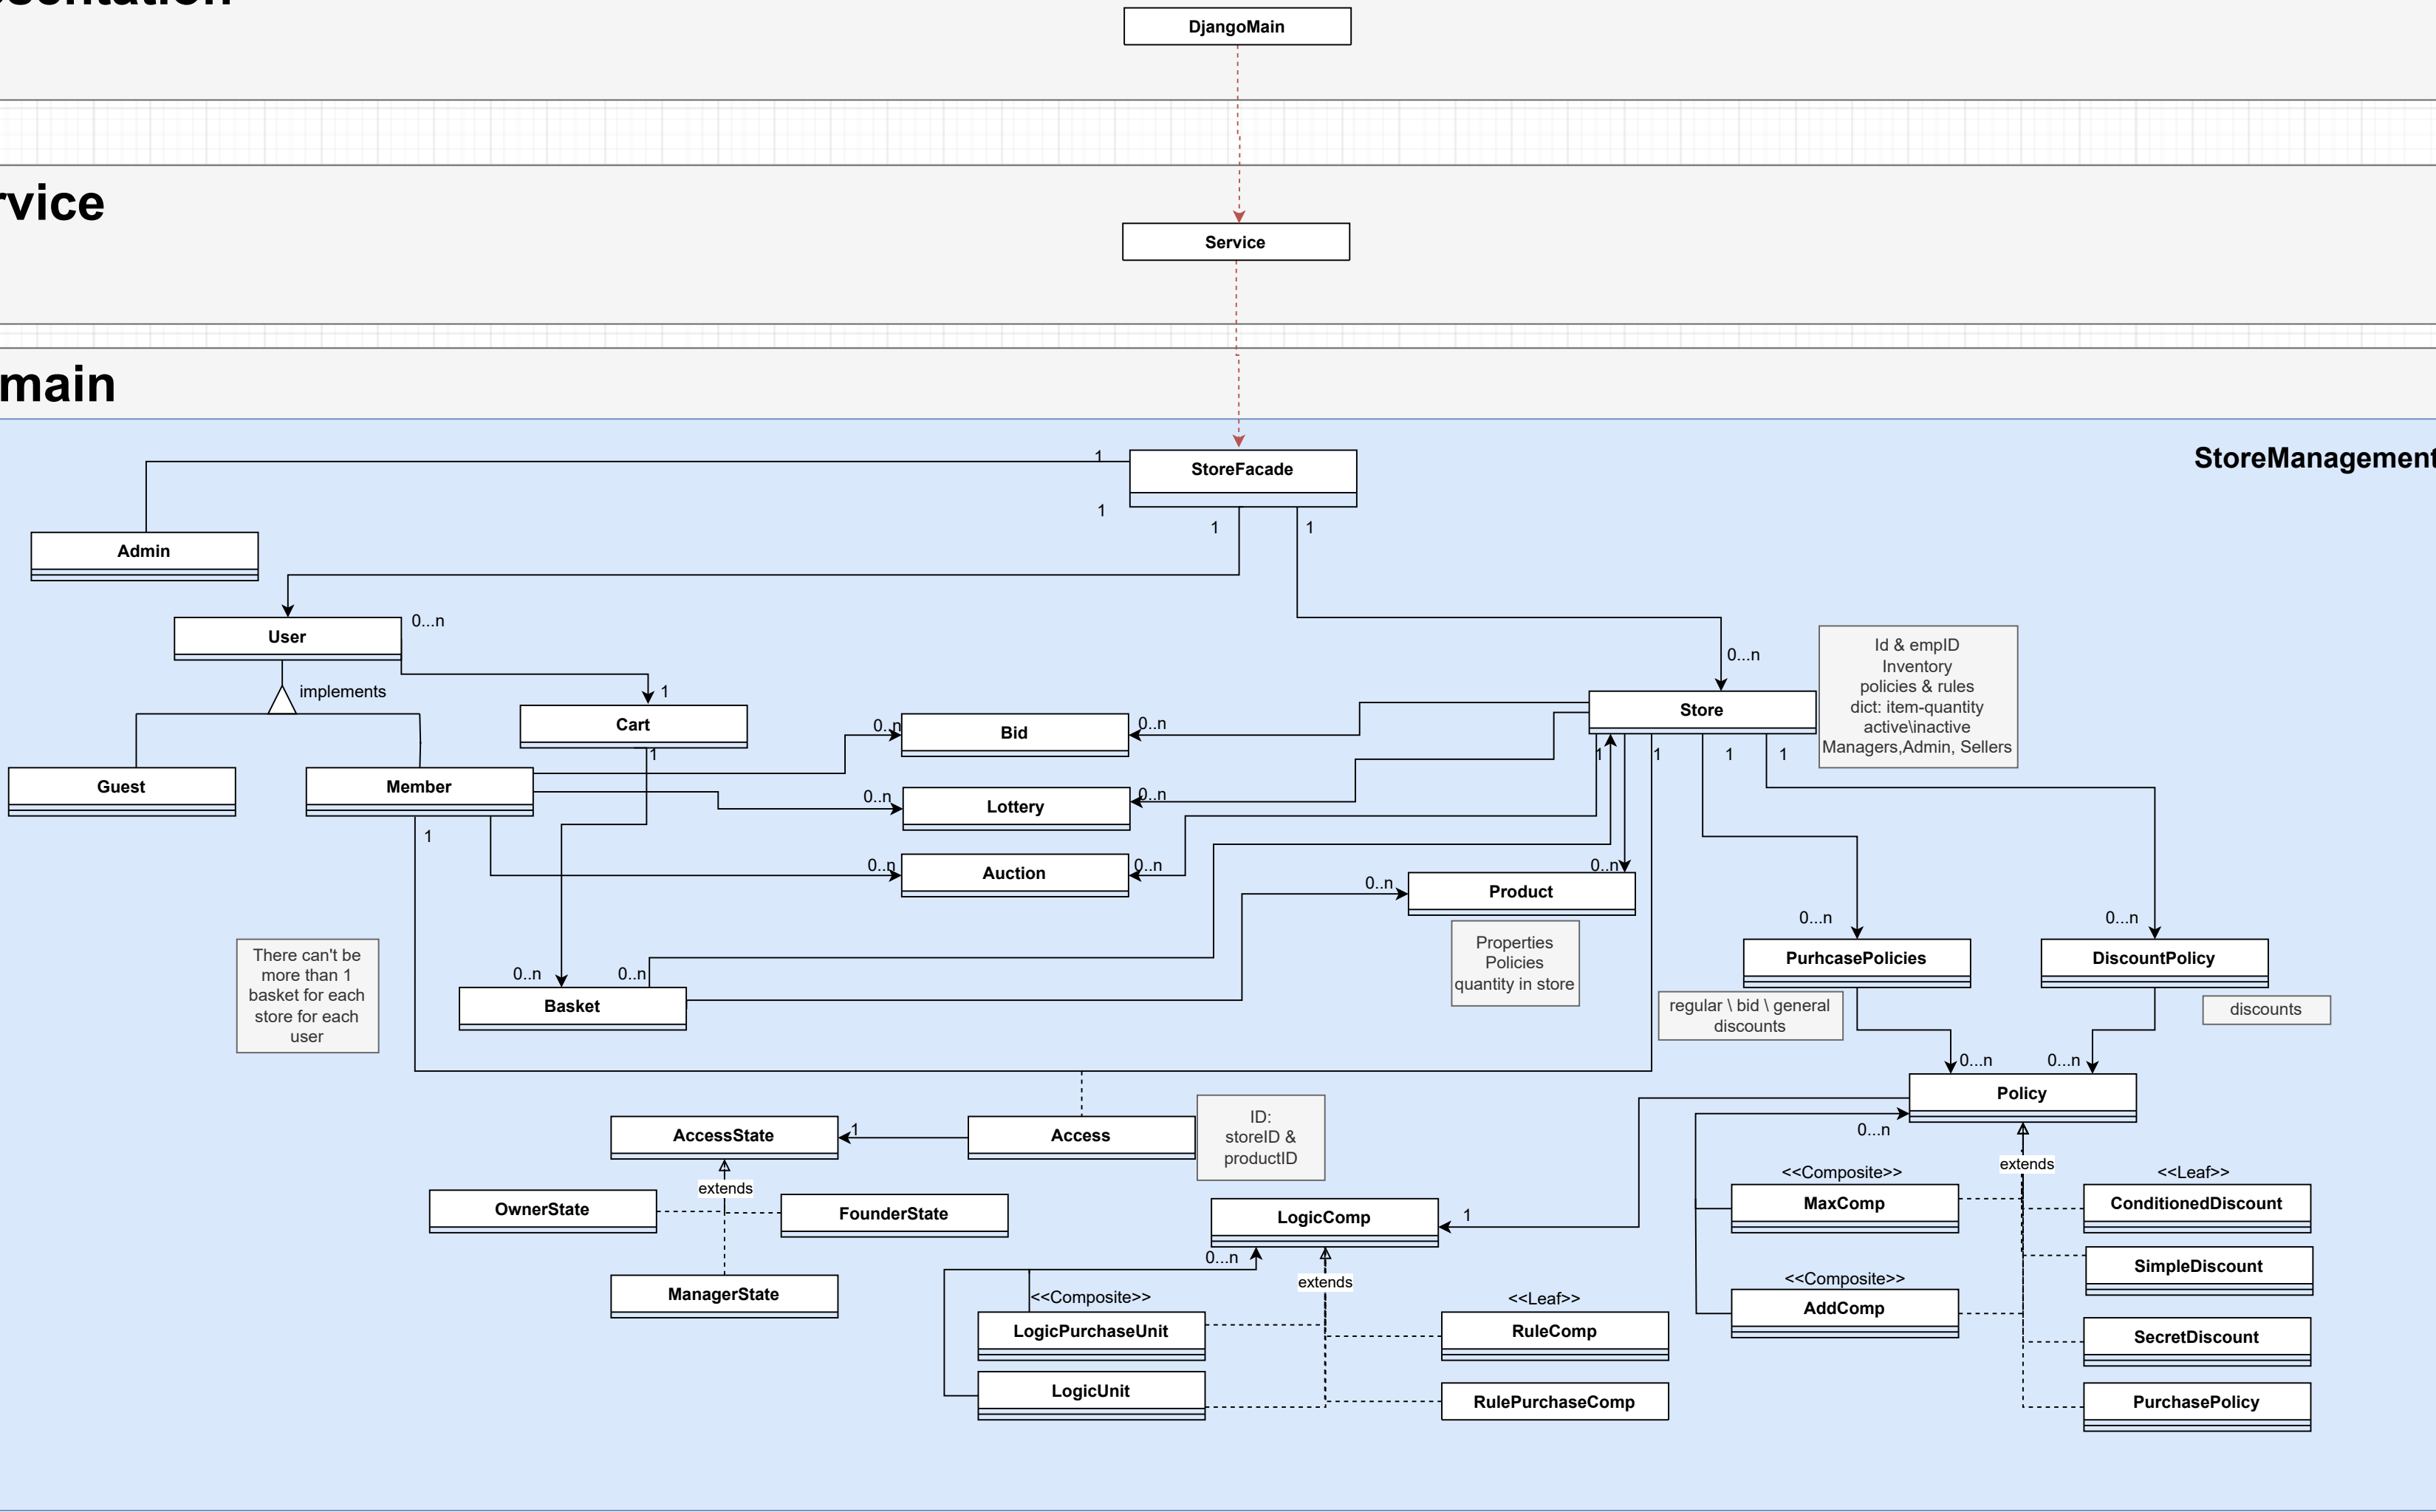 DjangoMain
rvice
Service
main
StoreManagement
1
StoreFacade
1
1
1
Admin
User
0...n
implements
1
Cart
1
Guest
Member
1
0..n
Bid
0..n
0..n
Lottery
0..n
0..n
Auction
0..n
0...n
Store
Id & empID
Inventory
policies & rules
dict: item-quantity
active\inactive
Managers,Admin, Sellers
1
1
1
1
0..n
0..n
Product
Properties
Policies
quantity in store
0...n
0...n
PurhcasePolicies
DiscountPolicy
regular \ bid \ general
discounts
discounts
There can't be
more than 1
basket for each
store for each
user
0..n
0..n
Basket
0...n
0...n
Policy
0...n
AccessState
1
Access
ID:
storeID &
productID
extends
OwnerState
FounderState
ManagerState
LogicComp
1
0...n
extends
<<Composite>>
<<Leaf>>
LogicPurchaseUnit
RuleComp
LogicUnit
RulePurchaseComp
extends
<<Composite>>
<<Leaf>>
MaxComp
ConditionedDiscount
SimpleDiscount
<<Composite>>
AddComp
SecretDiscount
PurchasePolicy